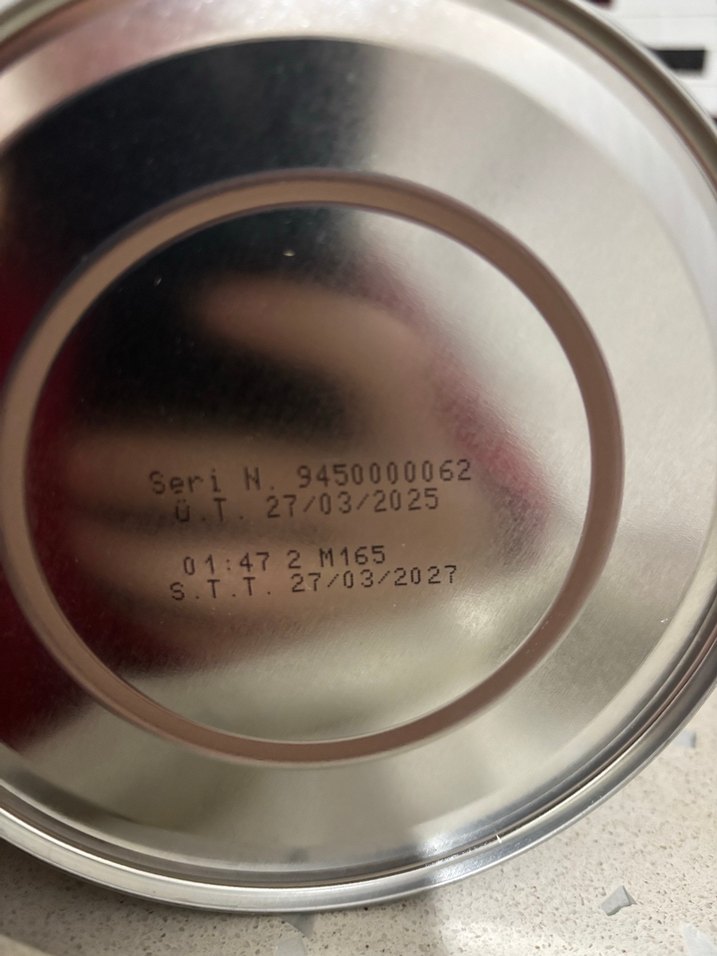 Seri N. 9450000062
Ü.T. 27/03/2025
01:47 2 M165
S.T.T. 27/03/2027